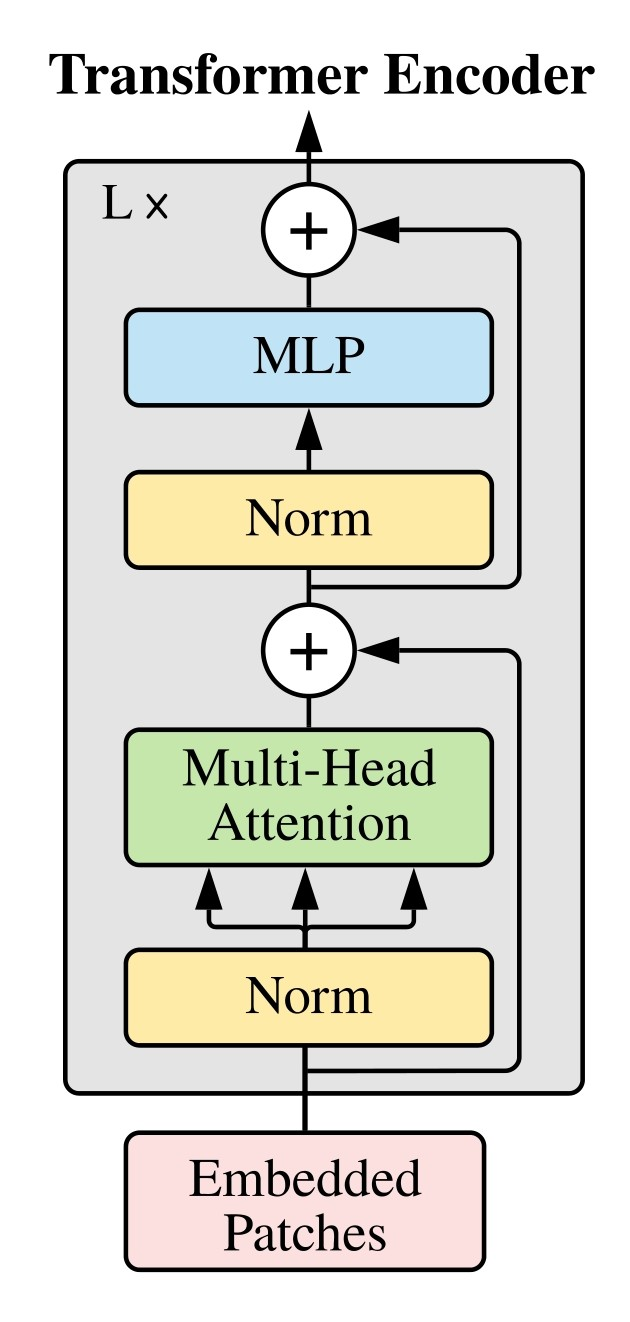 Transformer Encoder
L ×
+
MLP
Norm
+
Multi-Head
Attention
Norm
Embedded
Patches